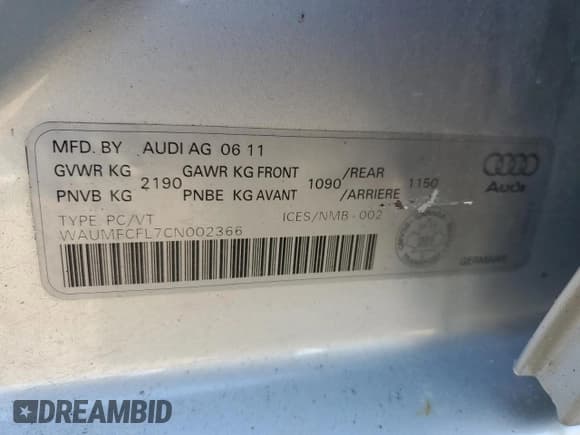 MFD. BY AUDI AG 06 11
GVWR KG 2190 GAWR KG FRONT 1090 /REAR 1150
PNVB KG PNBE KG AVANT /ARRIERE
TYPE PC/VT ICES/NMB-002
WAUMFCFL7CN002366
Audi
GERMANY
DREAMBID